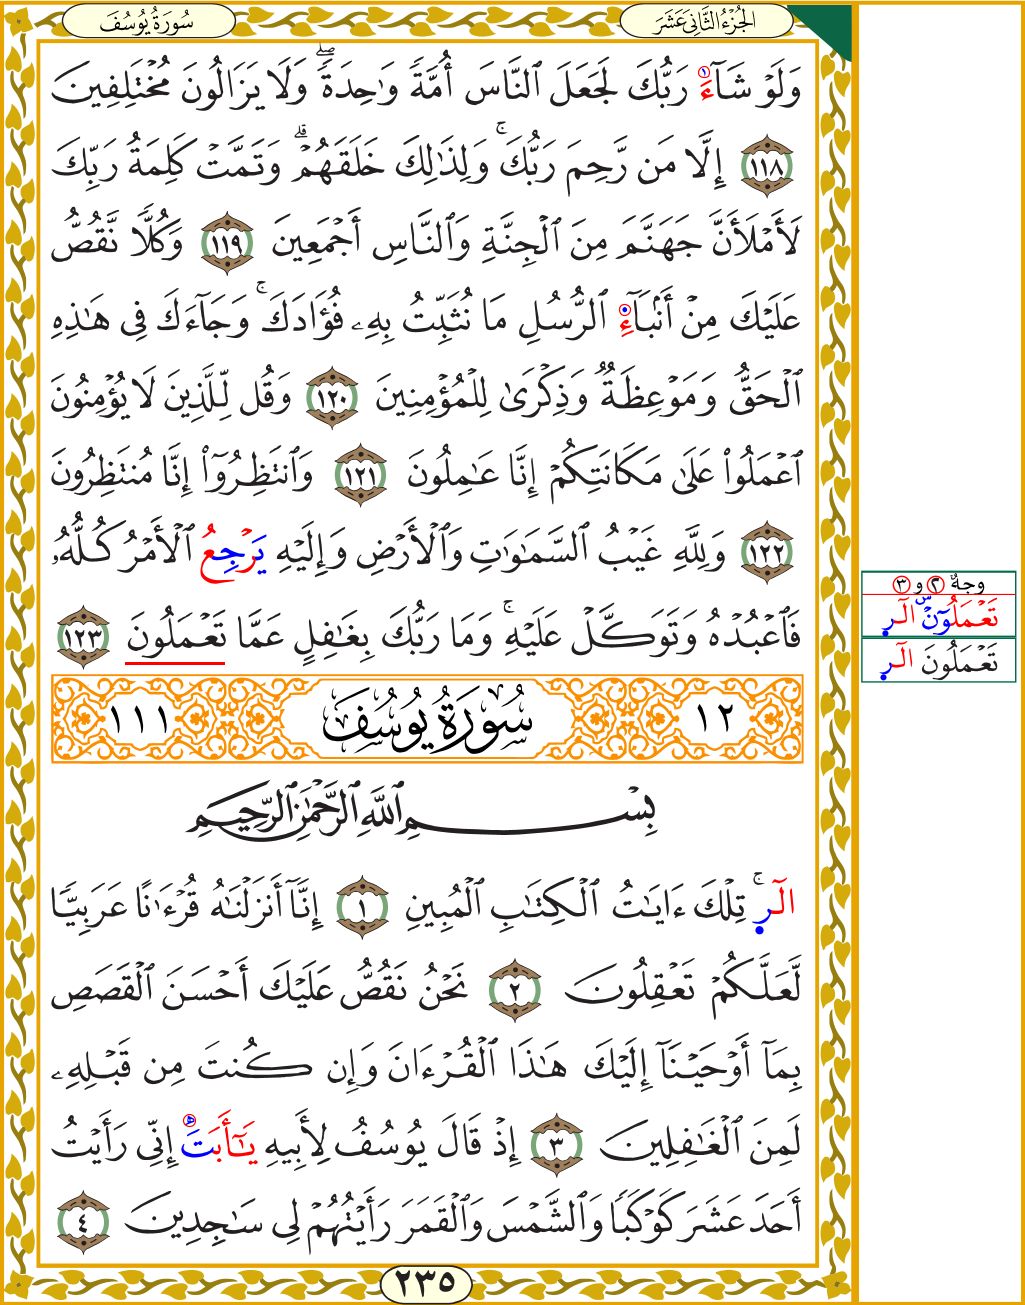 الجُزْءُ الثَّانِي عَشَرَ
سُورَةُ يُوسُفَ
وَلَوْ شَآءَ رَبُّكَ لَجَعَلَ ٱلنَّاسَ أُمَّةٗ وَٰحِدَةٗۖ وَلَا يَزَالُونَ مُخۡتَلِفِينَ
١١٨ إِلَّا مَن رَّحِمَ رَبُّكَۚ وَلِذَٰلِكَ خَلَقَهُمۡۗ وَتَمَّتۡ كَلِمَةُ رَبِّكَ
لَأَمۡلَأَنَّ جَهَنَّمَ مِنَ ٱلۡجِنَّةِ وَٱلنَّاسِ أَجۡمَعِينَ ١١٩ وَكُلّٗا نَّقُصُّ
عَلَيۡكَ مِنۡ أَنۢبَآءِ ٱلرُّسُلِ مَا نُثَبِّتُ بِهِۦ فُؤَادَكَۚ وَجَآءَكَ فِي هَٰذِهِ
ٱلۡحَقُّ وَمَوۡعِظَةٞ وَذِكۡرَىٰ لِلۡمُؤۡمِنِينَ ١٢٠ وَقُل لِّلَّذِينَ لَا يُؤۡمِنُونَ
ٱعۡمَلُواْ عَلَىٰ مَكَانَتِكُمۡ إِنَّا عَٰمِلُونَ ١٢١ وَٱنتَظِرُوٓاْ إِنَّا مُنتَظِرُونَ
١٢٢ وَلِلَّهِ غَيۡبُ ٱلسَّمَٰوَٰتِ وَٱلۡأَرۡضِ وَإِلَيۡهِ يَرۡجِعُ ٱلۡأَمۡرُ كُلُّهُۥ
فَٱعۡبُدۡهُ وَتَوَكَّلۡ عَلَيۡهِۚ وَمَا رَبُّكَ بِغَٰفِلٍ عَمَّا تَعۡمَلُونَ ١٢٣
١٢ سُورَةُ يُوسُفَ ١١١
بِسۡمِ ٱللَّهِ ٱلرَّحۡمَٰنِ ٱلرَّحِيمِ
الٓرۚ تِلۡكَ ءَايَٰتُ ٱلۡكِتَٰبِ ٱلۡمُبِينِ ١ إِنَّآ أَنزَلۡنَٰهُ قُرۡءَٰنًا عَرَبِيّٗا
لَّعَلَّكُمۡ تَعۡقِلُونَ ٢ نَحۡنُ نَقُصُّ عَلَيۡكَ أَحۡسَنَ ٱلۡقَصَصِ
بِمَآ أَوۡحَيۡنَآ إِلَيۡكَ هَٰذَا ٱلۡقُرۡءَانَ وَإِن كُنتَ مِن قَبۡلِهِۦ
لَمِنَ ٱلۡغَٰفِلِينَ ٣ إِذۡ قَالَ يُوسُفُ لِأَبِيهِ يَٰٓأَبَتَ إِنِّي رَأَيۡتُ
أَحَدَ عَشَرَ كَوۡكَبٗا وَٱلشَّمۡسَ وَٱلۡقَمَرَ رَأَيۡتُهُمۡ لِي سَٰجِدِينَ ٤
٢٣٥
وجهٌ ٢ و ٣
تَعۡمَلُونَۜ الٓر
تَعۡمَلُونَ الٓر